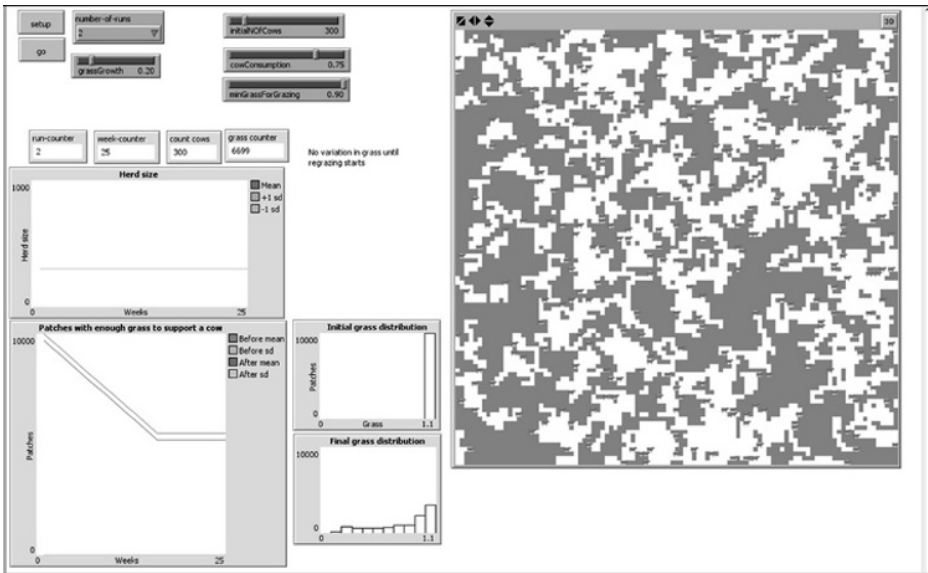 setup
number-of-runs
2
go
grassGrowth 0.20
initialNOfCows 300
cowConsumption 0.75
minGrassForGrazing 0.90
3D
run-counter
2
week-counter
25
count cows
300
grass counter
6699
No variation in grass until
regrazing starts
Herd size
1000
Herd size
0
0
Weeks
25
Mean
+1 sd
-1 sd
Patches with enough grass to support a cow
10000
Patches
0
0
Weeks
25
Before mean
Before sd
After mean
After sd
Initial grass distribution
10000
Patches
0
0
Grass
1.1
Final grass distribution
10000
0
0
1.1